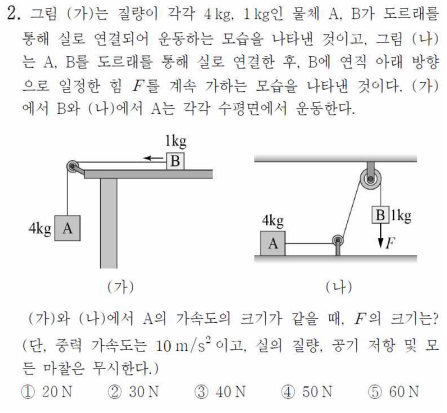 2. 그림 (가)는 질량이 각각 4 kg, 1 kg인 물체 A, B가 도르래를
통해 실로 연결되어 운동하는 모습을 나타낸 것이고, 그림 (나)
는 A, B를 도르래를 통해 실로 연결한 후, B에 연직 아래 방향
으로 일정한 힘 F를 계속 가하는 모습을 나타낸 것이다. (가)
에서 B와 (나)에서 A는 각각 수평면에서 운동한다.
1kg
B
4kg
A
(가)
4kg
A
B
1kg
F
(나)
(가)와 (나)에서 A의 가속도의 크기가 같을 때, F의 크기는?
(단, 중력 가속도는 10 m/s²이고, 실의 질량, 공기 저항 및 모
든 마찰은 무시한다.)
① 20 N ② 30 N ③ 40 N ④ 50 N ⑤ 60 N